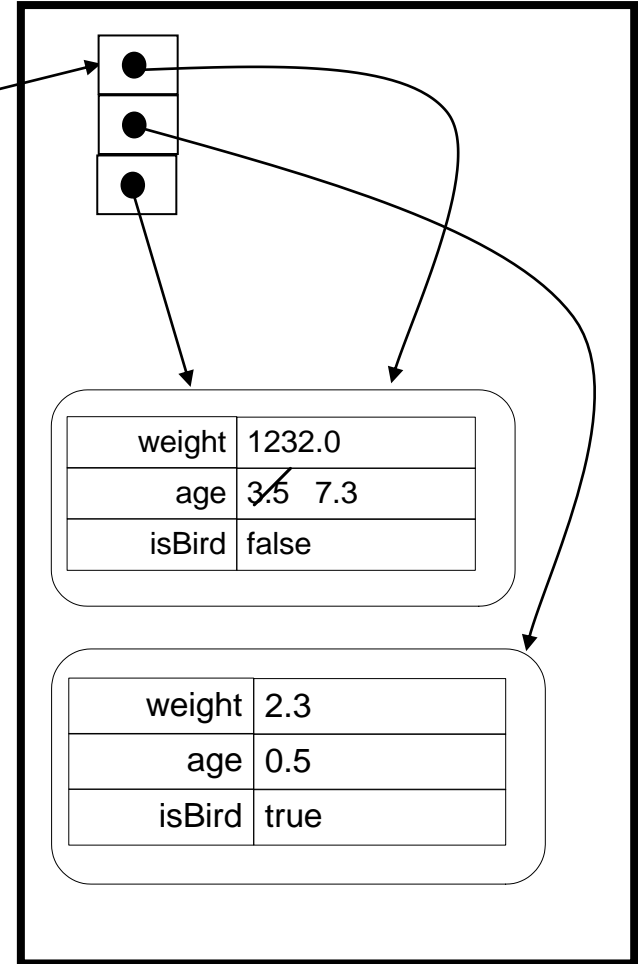 weight 1232.0
age 3.5 7.3
isBird false
weight 2.3
age 0.5
isBird true